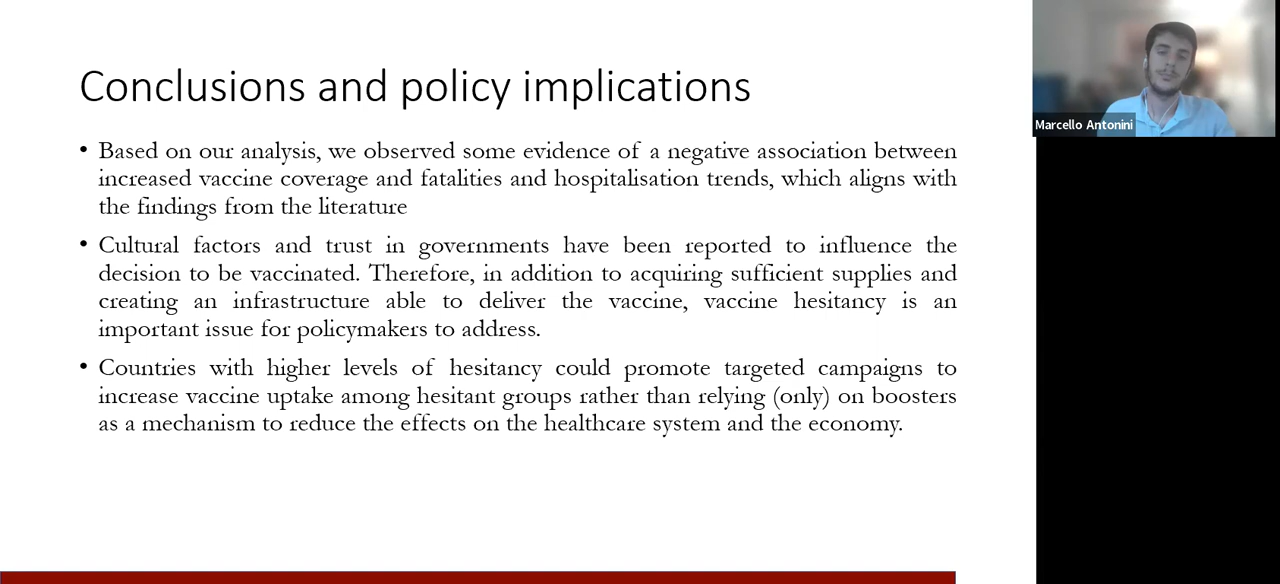 Conclusions and policy implications
• Based on our analysis, we observed some evidence of a negative association between
increased vaccine coverage and fatalities and hospitalisation trends, which aligns with
the findings from the literature
• Cultural factors and trust in governments have been reported to influence the
decision to be vaccinated. Therefore, in addition to acquiring sufficient supplies and
creating an infrastructure able to deliver the vaccine, vaccine hesitancy is an
important issue for policymakers to address.
• Countries with higher levels of hesitancy could promote targeted campaigns to
increase vaccine uptake among hesitant groups rather than relying (only) on boosters
as a mechanism to reduce the effects on the healthcare system and the economy.
Marcello Antonini